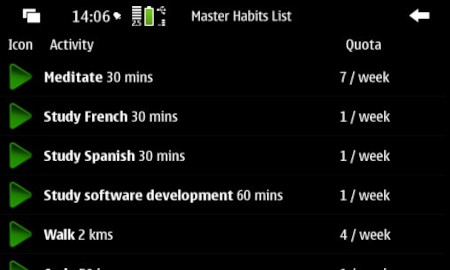 14:06 Master Habits List
Icon Activity Quota
Meditate 30 mins 7 / week
Study French 30 mins 1 / week
Study Spanish 30 mins 1 / week
Study software development 60 mins 1 / week
Walk 2 kms 4 / week